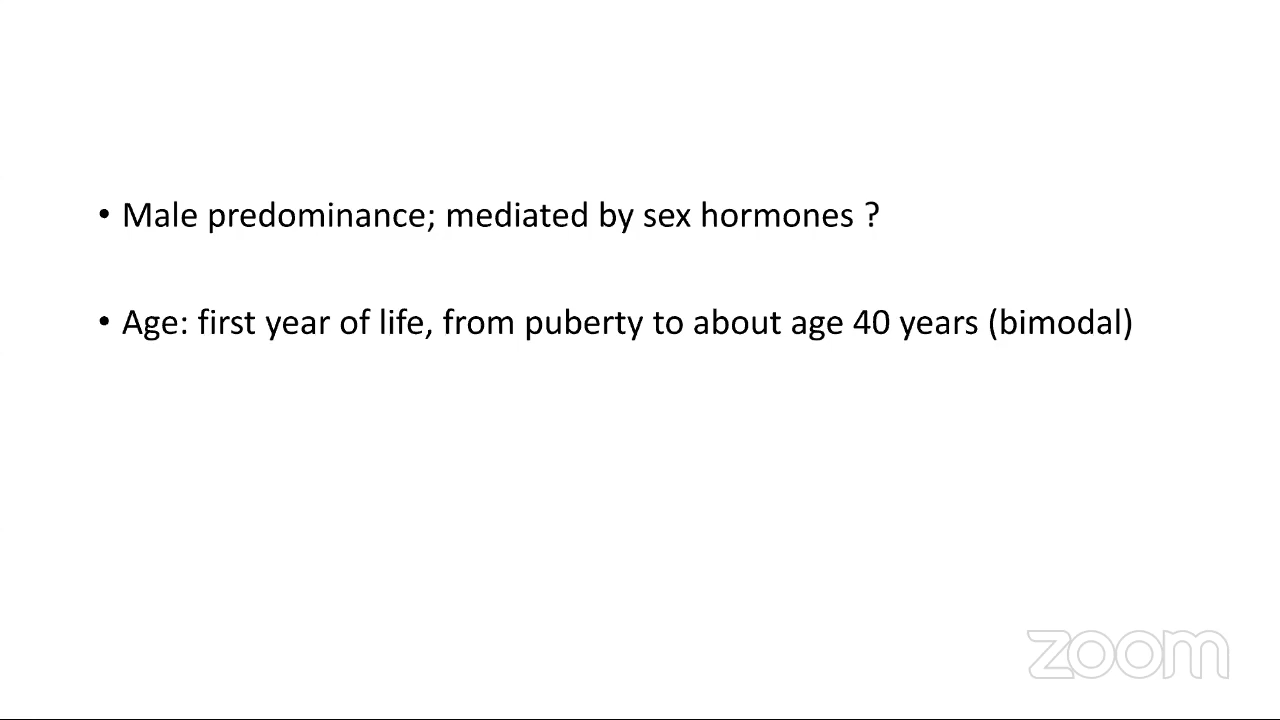 • Male predominance; mediated by sex hormones ?
• Age: first year of life, from puberty to about age 40 years (bimodal)
zoom